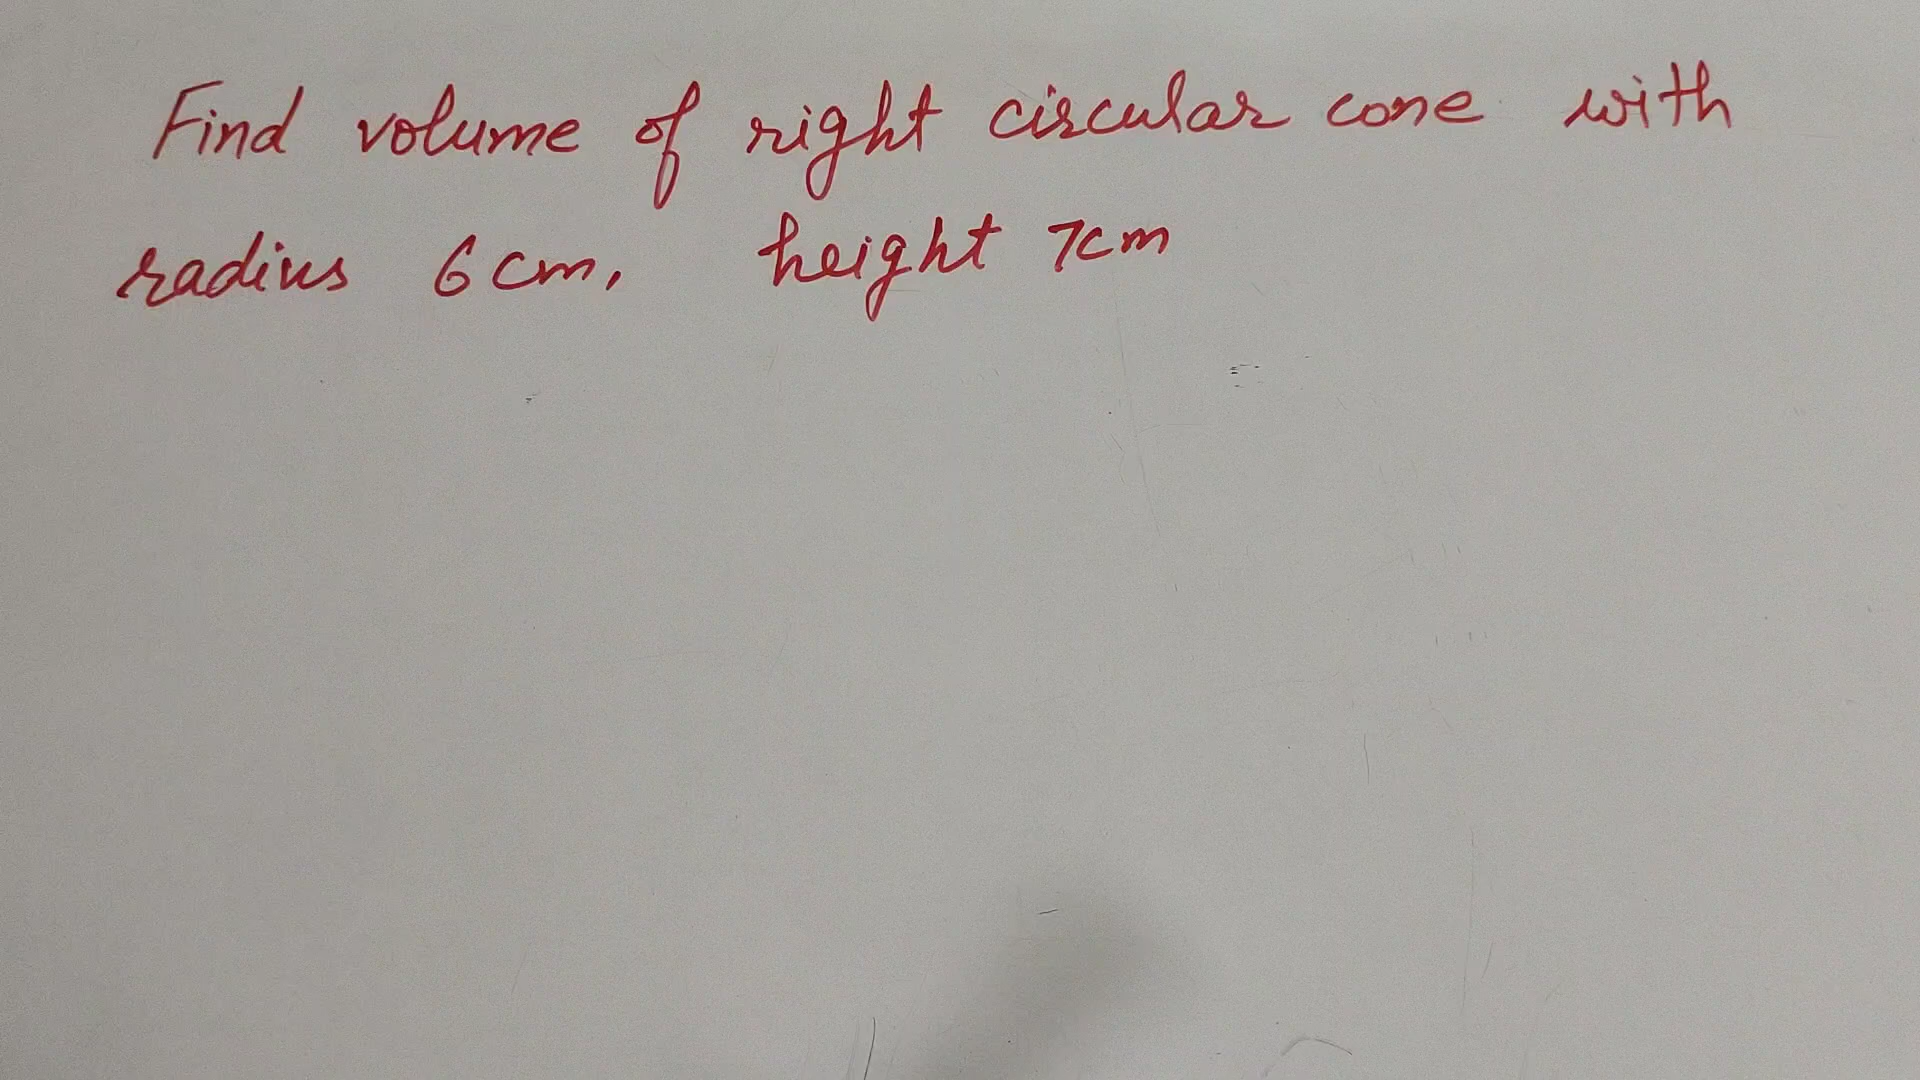 Find volume of right circular cone with
radius 6 cm, height 7cm